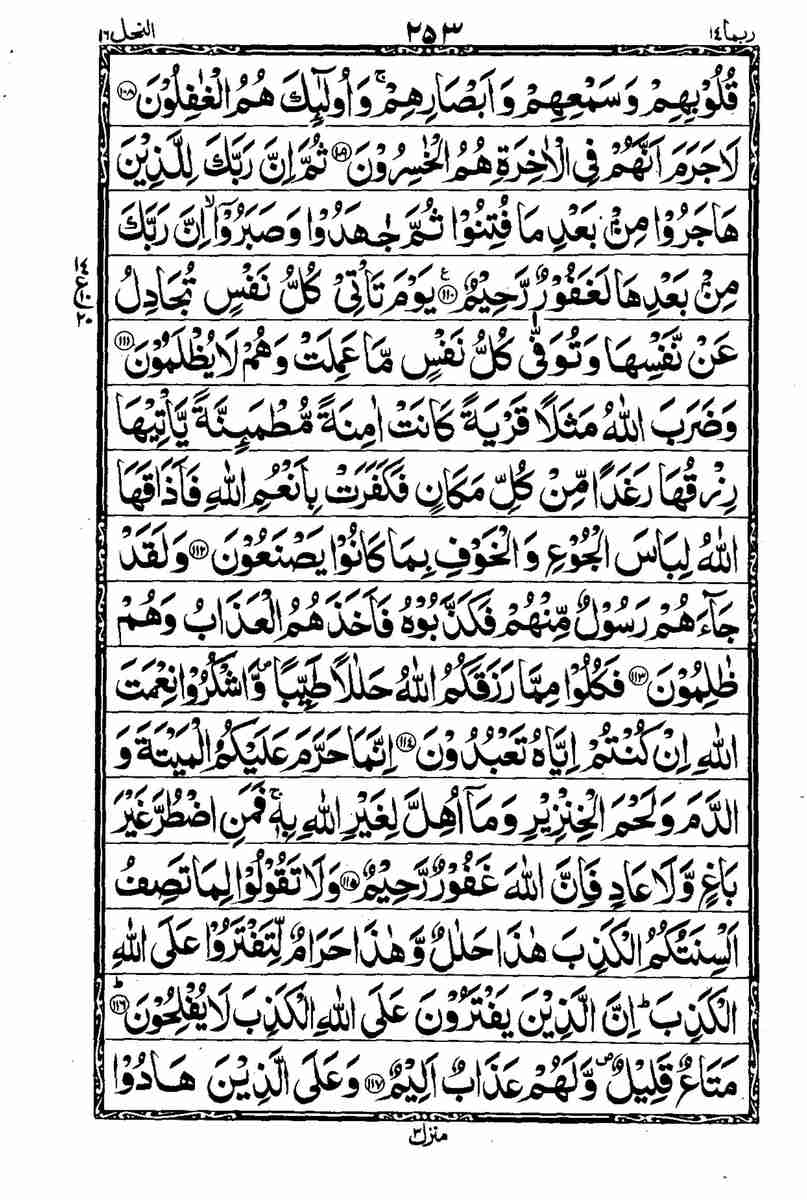 ربما ١٤
٢٥٣
النحل ١٦
قُلُوْبِهِمْ وَسَمْعِهِمْ وَاَبْصَارِهِمْ ۚ وَاُولٰٓئِكَ هُمُ الْغٰفِلُوْنَ ﴿١٠٨﴾
لَا جَرَمَ اَنَّهُمْ فِى الْاٰخِرَةِ هُمُ الْخٰسِرُوْنَ ﴿١٠٩﴾ ثُمَّ اِنَّ رَبَّكَ لِلَّذِيْنَ
هَاجَرُوْا مِنْۢ بَعْدِ مَا فُتِنُوْا ثُمَّ جٰهَدُوْا وَصَبَرُوْۤا ۙ اِنَّ رَبَّكَ
مِنْۢ بَعْدِهَا لَغَفُوْرٌ رَّحِيْمٌ ﴿١١٠﴾ ع يَوْمَ تَاْتِىْ كُلُّ نَفْسٍ تُجَادِلُ
١٤
ع ١٠
٢٠
عَنْ نَّفْسِهَا وَتُوَفّٰى كُلُّ نَفْسٍ مَّا عَمِلَتْ وَهُمْ لَا يُظْلَمُوْنَ ﴿١١١﴾
وَضَرَبَ اللّٰهُ مَثَلًا قَرْيَةً كَانَتْ اٰمِنَةً مُّطْمَئِنَّةً يَّاْتِيْهَا
رِزْقُهَا رَغَدًا مِّنْ كُلِّ مَكَانٍ فَكَفَرَتْ بِاَنْعُمِ اللّٰهِ فَاَذَاقَهَا
اللّٰهُ لِبَاسَ الْجُوْعِ وَالْخَوْفِ بِمَا كَانُوْا يَصْنَعُوْنَ ﴿١١٢﴾ وَلَقَدْ
جَآءَهُمْ رَسُوْلٌ مِّنْهُمْ فَكَذَّبُوْهُ فَاَخَذَهُمُ الْعَذَابُ وَهُمْ
ظٰلِمُوْنَ ﴿١١٣﴾ فَكُلُوْا مِمَّا رَزَقَكُمُ اللّٰهُ حَلٰلًا طَيِّبًا ۪ وَّاشْكُرُوْا نِعْمَتَ
اللّٰهِ اِنْ كُنْتُمْ اِيَّاهُ تَعْبُدُوْنَ ﴿١١٤﴾ اِنَّمَا حَرَّمَ عَلَيْكُمُ الْمَيْتَةَ وَ
الدَّمَ وَلَحْمَ الْخِنْزِيْرِ وَمَاۤ اُهِلَّ لِغَيْرِ اللّٰهِ بِهٖ ۚ فَمَنِ اضْطُرَّ غَيْرَ
بَاغٍ وَّلَا عَادٍ فَاِنَّ اللّٰهَ غَفُوْرٌ رَّحِيْمٌ ﴿١١٥﴾ وَلَا تَقُوْلُوْا لِمَا تَصِفُ
اَلْسِنَتُكُمُ الْكَذِبَ هٰذَا حَلٰلٌ وَّهٰذَا حَرَامٌ لِّتَفْتَرُوْا عَلَى اللّٰهِ
الْكَذِبَ ؕ اِنَّ الَّذِيْنَ يَفْتَرُوْنَ عَلَى اللّٰهِ الْكَذِبَ لَا يُفْلِحُوْنَ ﴿١١٦﴾ؕ
مَتَاعٌ قَلِيْلٌ ۪ وَّلَهُمْ عَذَابٌ اَلِيْمٌ ﴿١١٧﴾ وَعَلَى الَّذِيْنَ هَادُوْا
منزل ٣